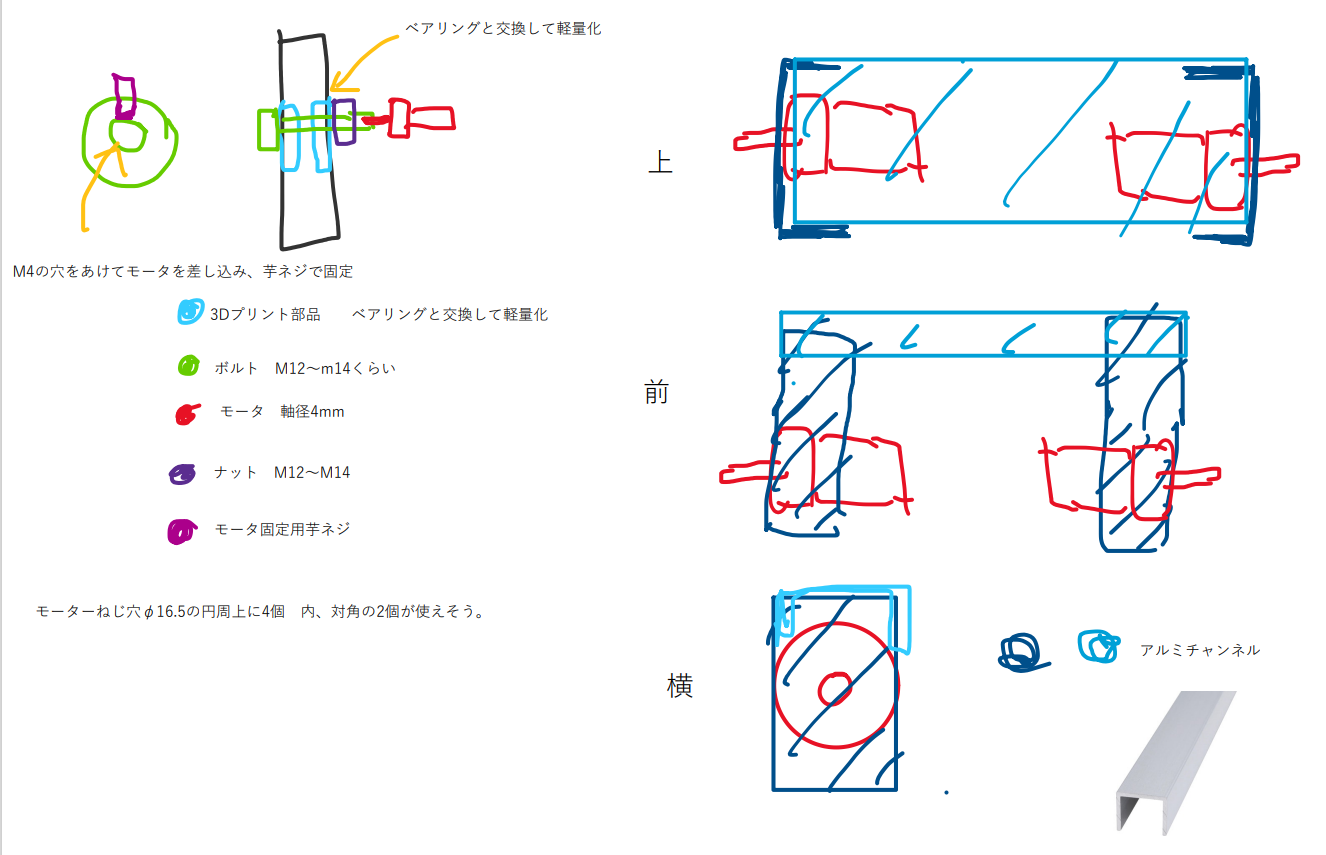 ベアリングと交換して軽量化
M4の穴をあけてモータを差し込み、芋ネジで固定
3Dプリント部品　　ベアリングと交換して軽量化
ボルト　M12～m14くらい
モータ　軸径4mm
ナット　M12～M14
モータ固定用芋ネジ
モーターねじ穴φ16.5の円周上に4個　内、対角の2個が使えそう。
上
前
横
アルミチャンネル